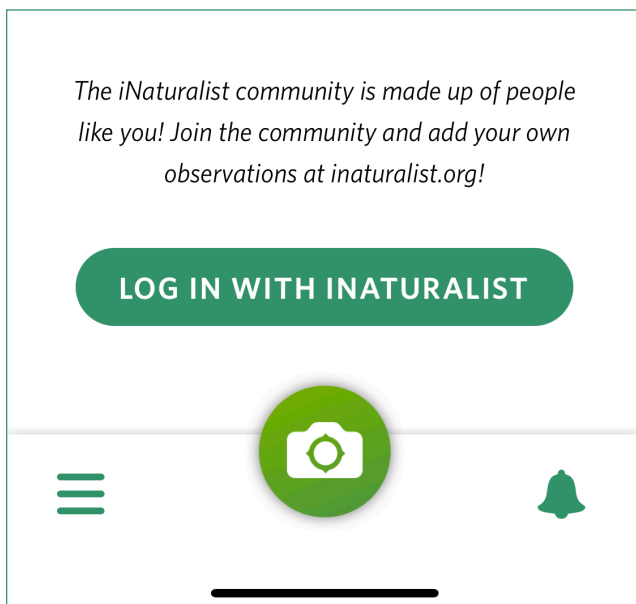 The iNaturalist community is made up of people
like you! Join the community and add your own
observations at inaturalist.org!
LOG IN WITH INATURALIST